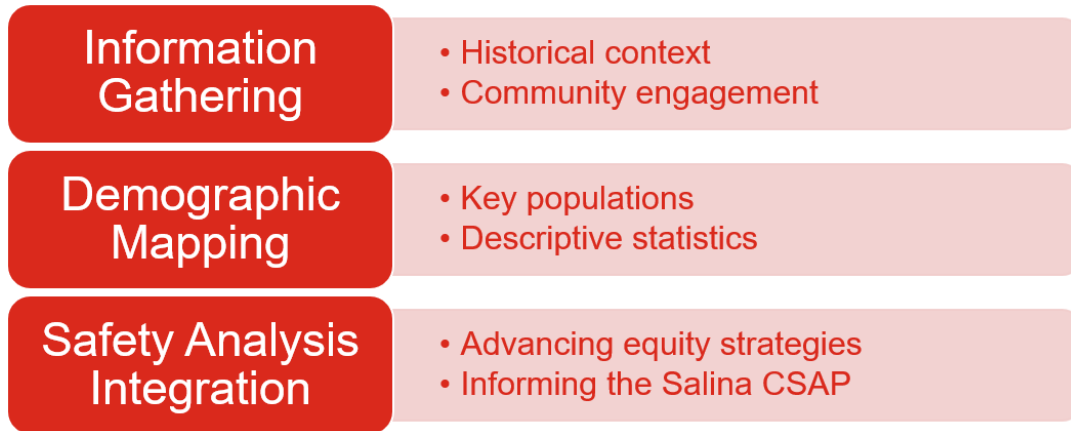 Information
Gathering
• Historical context
• Community engagement
Demographic
Mapping
• Key populations
• Descriptive statistics
Safety Analysis
Integration
• Advancing equity strategies
• Informing the Salina CSAP